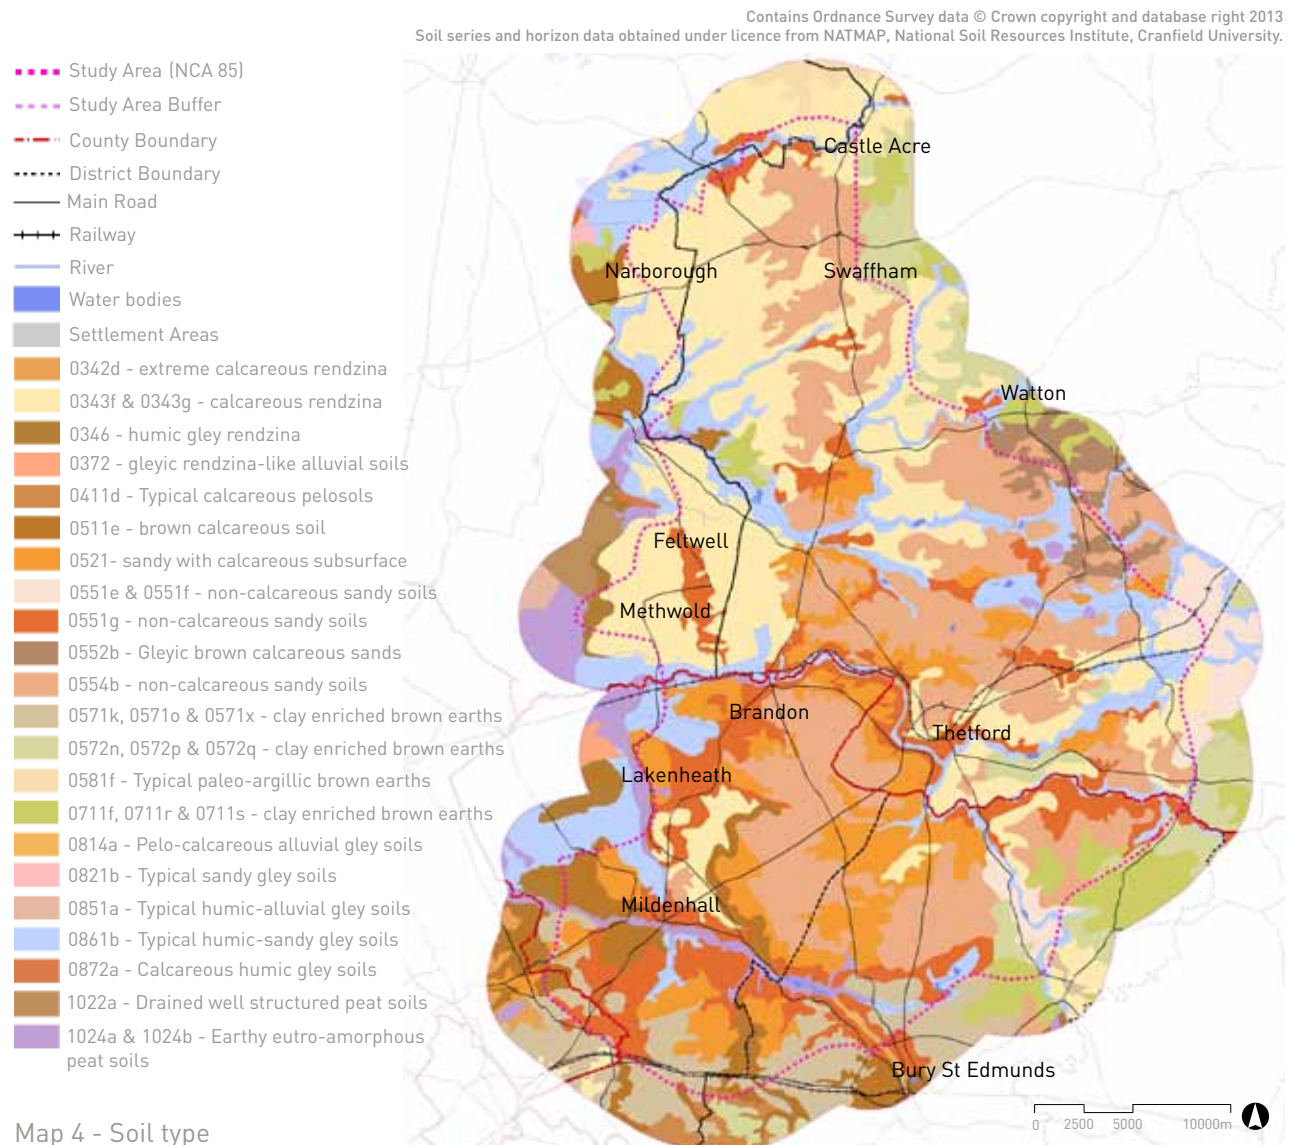 Contains Ordnance Survey data © Crown copyright and database right 2013
Soil series and horizon data obtained under licence from NATMAP, National Soil Resources Institute, Cranfield University.
Study Area (NCA 85)
Study Area Buffer
County Boundary
District Boundary
Main Road
Railway
River
Water bodies
Settlement Areas
0342d - extreme calcareous rendzina
0343f & 0343g - calcareous rendzina
0346 - humic gley rendzina
0372 - gleyic rendzina-like alluvial soils
0411d - Typical calcareous pelosols
0511e - brown calcareous soil
0521- sandy with calcareous subsurface
0551e & 0551f - non-calcareous sandy soils
0551g - non-calcareous sandy soils
0552b - Gleyic brown calcareous sands
0554b - non-calcareous sandy soils
0571k, 0571o & 0571x - clay enriched brown earths
0572n, 0572p & 0572q - clay enriched brown earths
0581f - Typical paleo-argillic brown earths
0711f, 0711r & 0711s - clay enriched brown earths
0814a - Pelo-calcareous alluvial gley soils
0821b - Typical sandy gley soils
0851a - Typical humic-alluvial gley soils
0861b - Typical humic-sandy gley soils
0872a - Calcareous humic gley soils
1022a - Drained well structured peat soils
1024a & 1024b - Earthy eutro-amorphous
peat soils
Map 4 - Soil type
Castle Acre
Narborough
Swaffham
Watton
Feltwell
Methwold
Brandon
Thetford
Lakenheath
Mildenhall
Bury St Edmunds
0 2500 5000 10000m